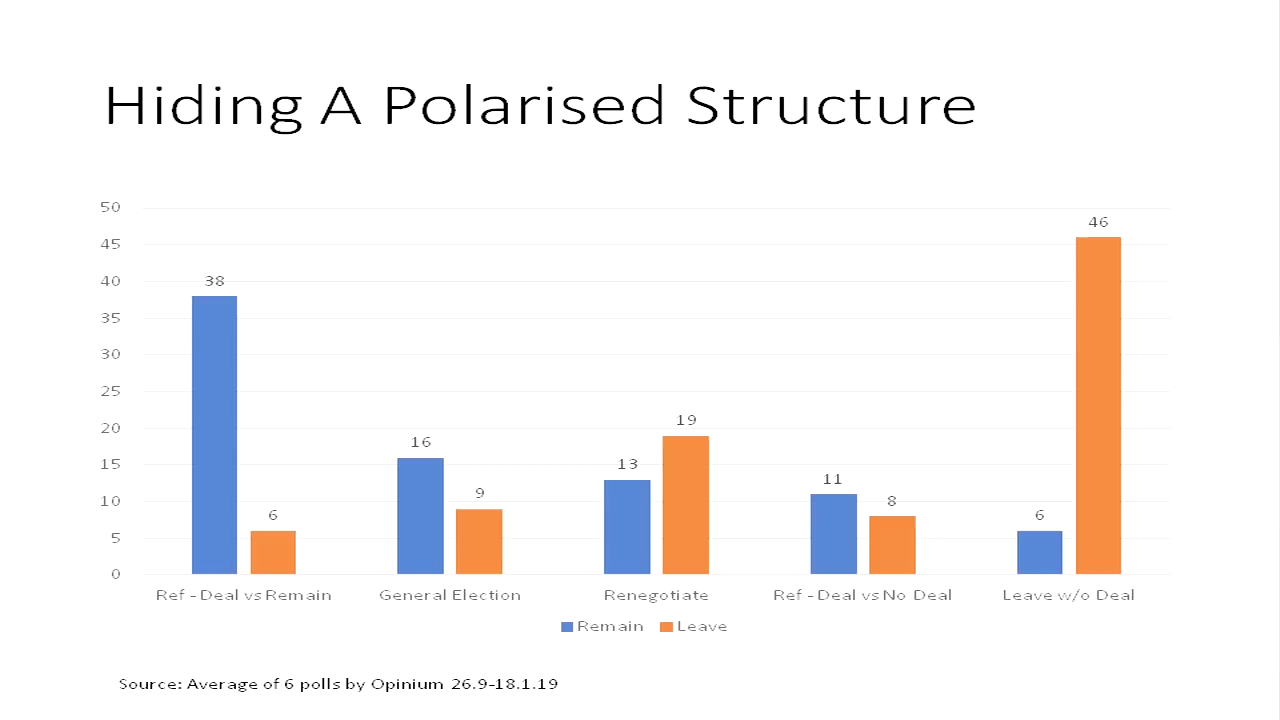 Hiding A Polarised Structure
50
45
40
35
30
25
20
15
10
5
0
38
6
16
9
13
19
11
8
6
46
Ref - Deal vs Remain
General Election
Renegotiate
Ref - Deal vs No Deal
Leave w/o Deal
Remain
Leave
Source: Average of 6 polls by Opinium 26.9-18.1.19